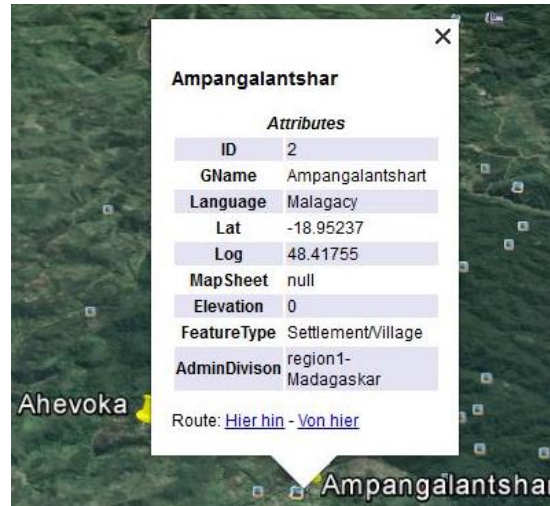 Ampangalantshar
Attributes
ID 2
GName Ampangalantshart
Language Malagacy
Lat -18.95237
Log 48.41755
MapSheet null
Elevation 0
FeatureType Settlement/Village
AdminDivison region1-
Madagaskar
Route: Hier hin - Von hier
Ahevoka
Ampangalantshar